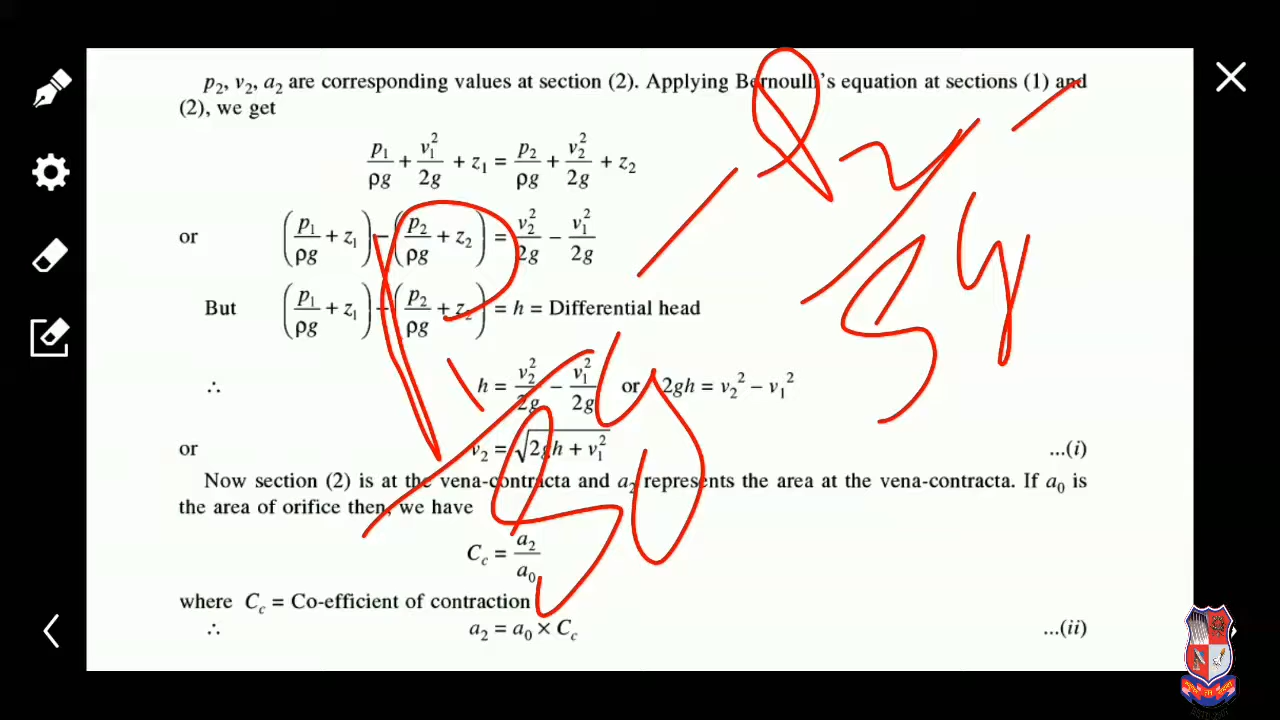 p₂, v₂, a₂ are corresponding values at section (2). Applying Bernoulli's equation at sections (1) and
(2), we get
p₁/ρg + v₁²/2g + z₁ = p₂/ρg + v₂²/2g + z₂
or (p₁/ρg + z₁) − (p₂/ρg + z₂) = v₂²/2g − v₁²/2g
But (p₁/ρg + z₁) − (p₂/ρg + z₂) = h = Differential head
∴ h = v₂²/2g − v₁²/2g or 2gh = v₂² − v₁²
or v₂ = √(2gh + v₁²) ...(i)
Now section (2) is at the vena-contracta and a₂ represents the area at the vena-contracta. If a₀ is
the area of orifice then, we have
C_c = a₂/a₀
where C_c = Co-efficient of contraction
∴ a₂ = a₀ × C_c ...(ii)